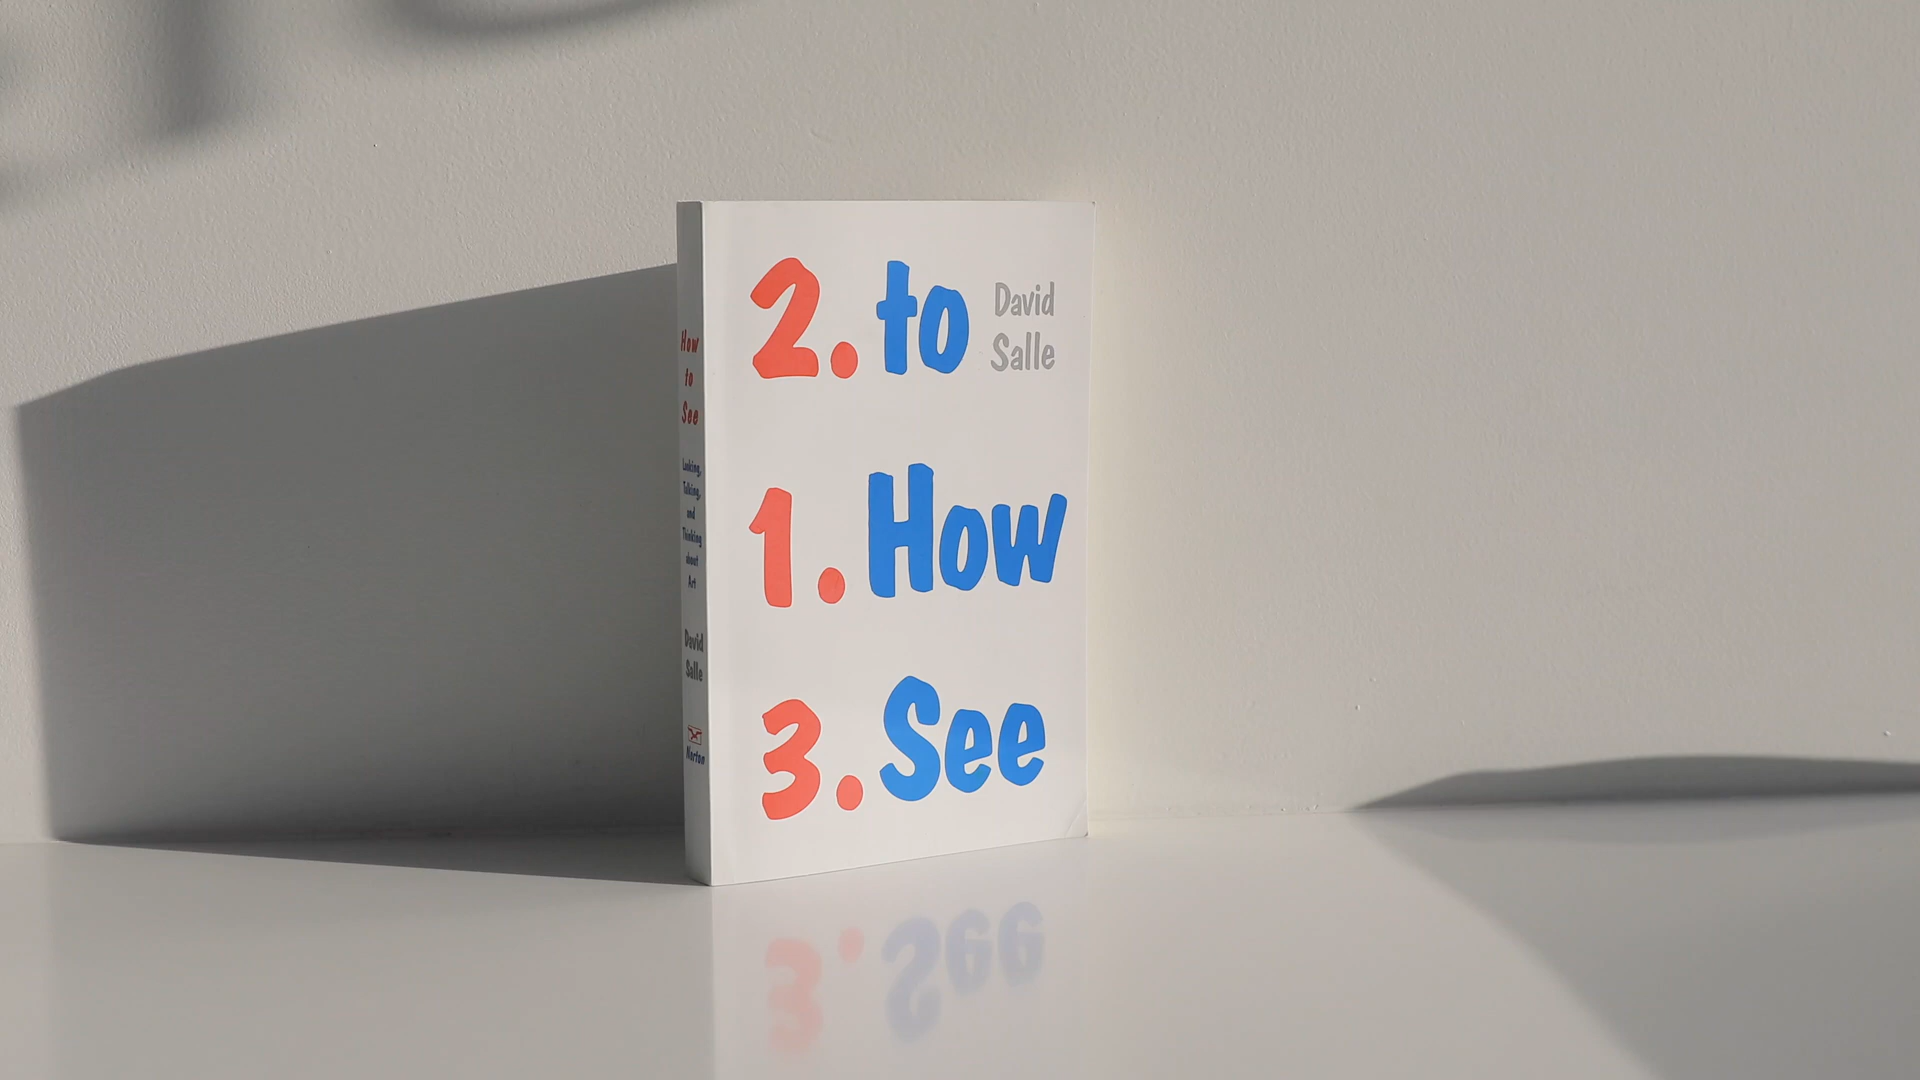 2. to
David
Salle
1. How
3. See
How
to
See
Looking,
Talking,
and
Thinking
about
Art
David
Salle
Norton